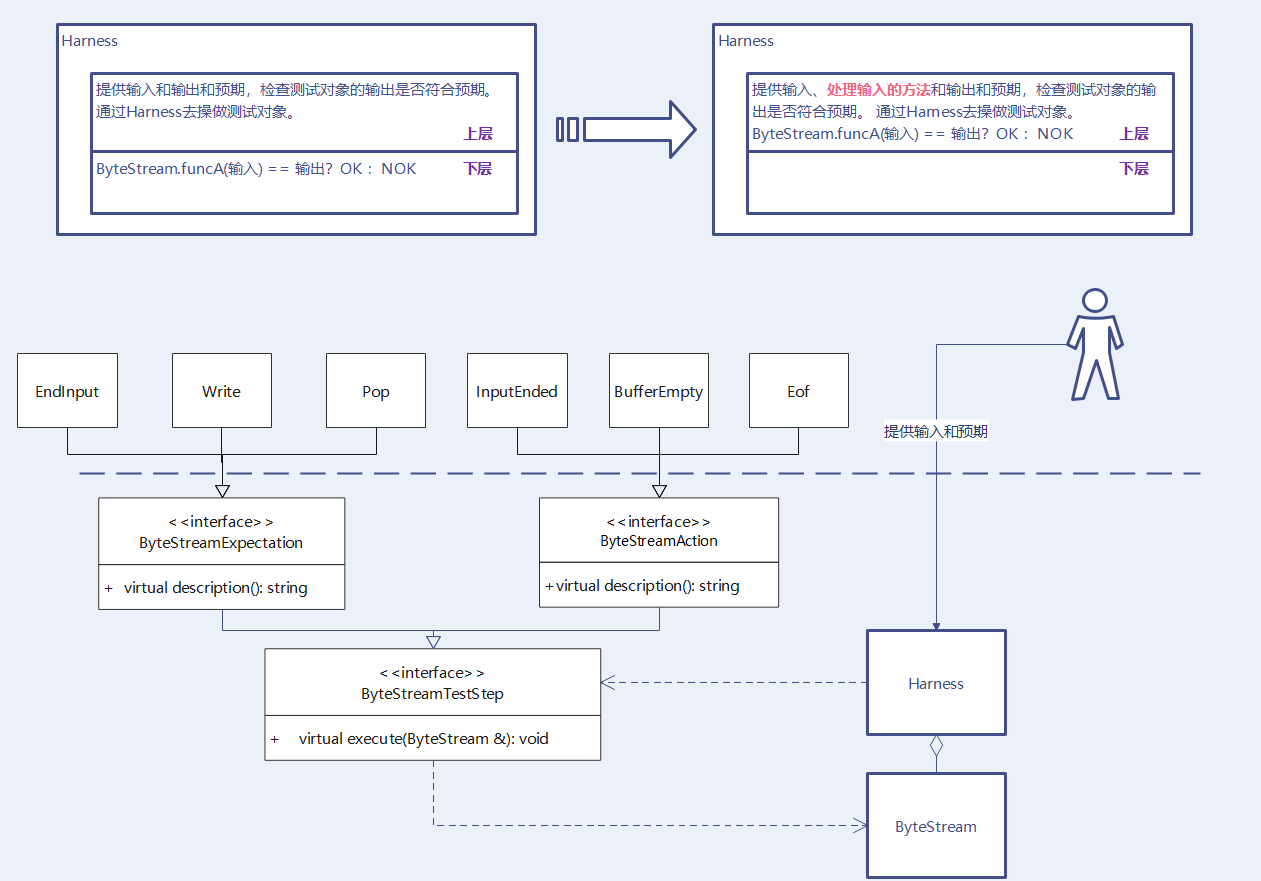 Harness
提供输入和输出和预期，检查测试对象的输出是否符合预期。
通过Harness去操做测试对象。
上层
ByteStream.funcA(输入) == 输出？OK： NOK
下层
Harness
提供输入、处理输入的方法和输出和预期，检查测试对象的输
出是否符合预期。 通过Harness去操做测试对象。
ByteStream.funcA(输入) == 输出？OK： NOK
上层
下层
EndInput
Write
Pop
InputEnded
BufferEmpty
Eof
提供输入和预期
<<interface>>
ByteStreamExpectation
+ virtual description(): string
<<interface>>
ByteStreamAction
+virtual description(): string
<<interface>>
ByteStreamTestStep
+ virtual execute(ByteStream &): void
Harness
ByteStream